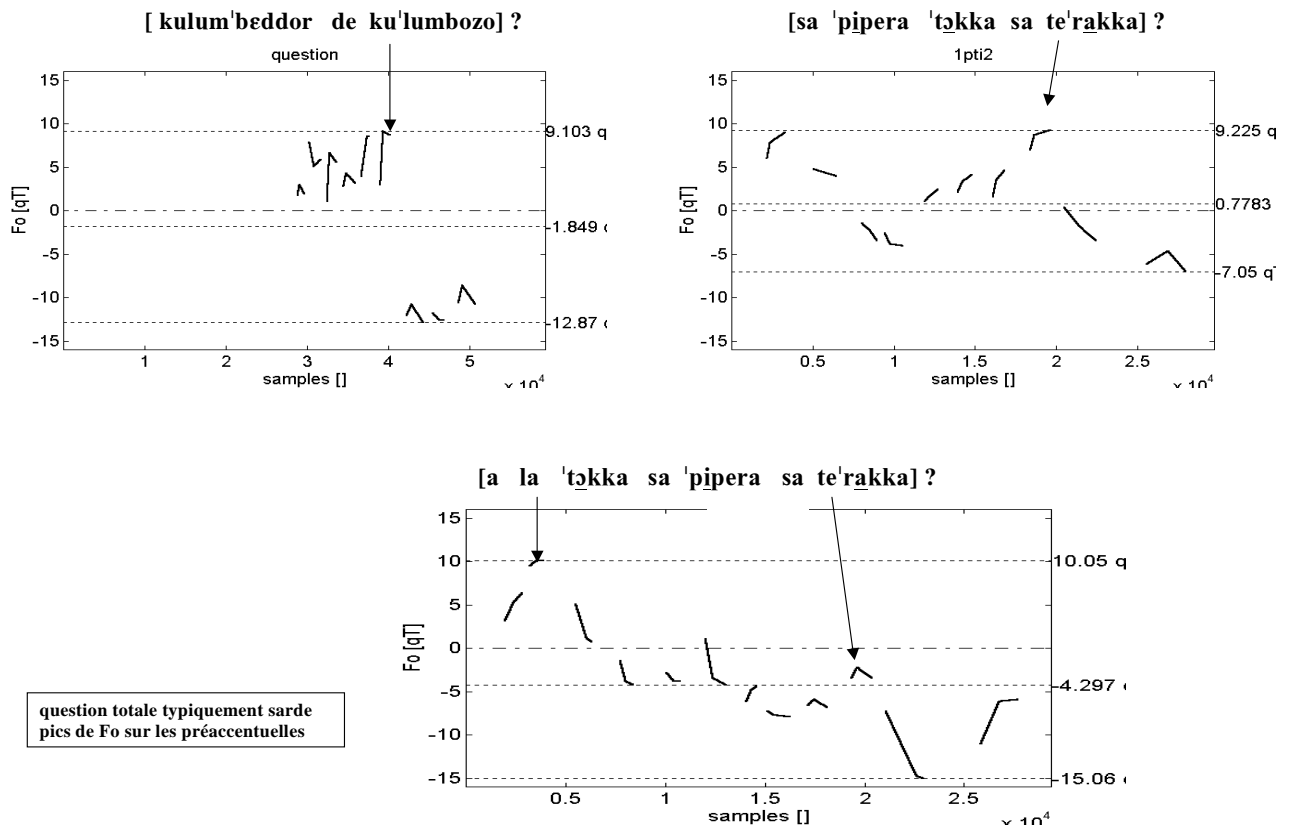 [ kulumˈbɛddor de kuˈlumbozo] ?
question
15
10
5
0
-5
-10
-15
Fo [qT]
9.103 q
-1.849
-12.87
1 2 3 4 5
samples []
x 10⁴
[sa ˈpipera ˈtɔkka sa teˈrakka] ?
1pti2
15
10
5
0
-5
-10
-15
Fo [qT]
9.225 q
0.7783
-7.05 q
0.5 1 1.5 2 2.5
samples []
x 10⁴
[a la ˈtɔkka sa ˈpipera sa teˈrakka] ?
15
10
5
0
-5
-10
-15
Fo [qT]
10.05 q
-4.297
-15.06
0.5 1 1.5 2 2.5
samples []
x 10⁴
question totale typiquement sarde
pics de Fo sur les préaccentuelles